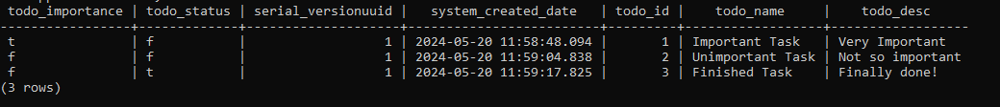 todo_importance | todo_status | serial_versionuuid | system_created_date | todo_id | todo_name | todo_desc
-----------------+-------------+--------------------+-------------------------+---------+------------------+------------------
t | f | 1 | 2024-05-20 11:58:48.094 | 1 | Important Task | Very Important
f | f | 1 | 2024-05-20 11:59:04.838 | 2 | Unimportant Task | Not so important
f | t | 1 | 2024-05-20 11:59:17.825 | 3 | Finished Task | Finally done!
(3 rows)